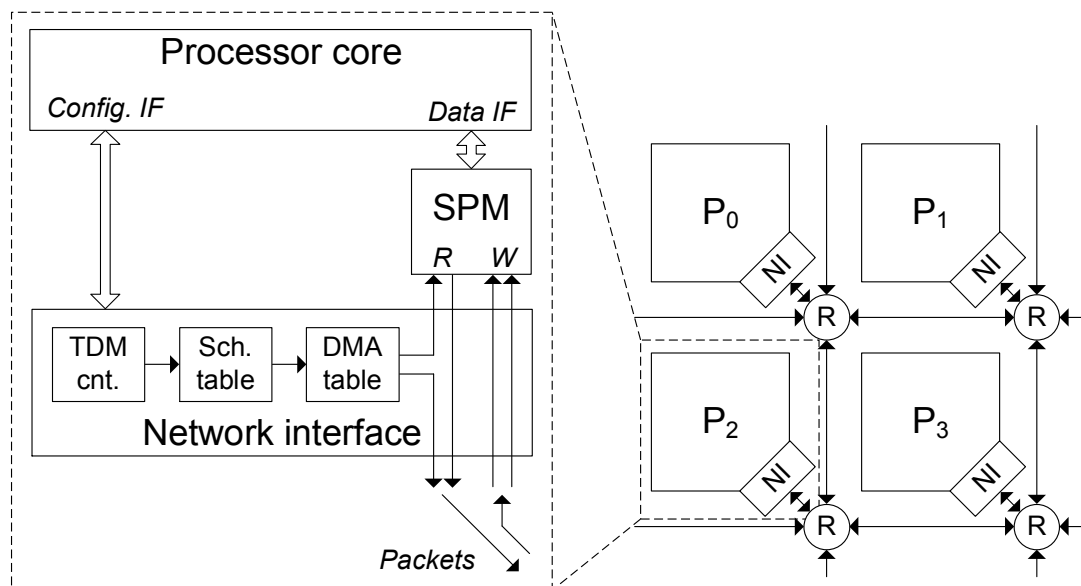 Processor core
Config. IF
Data IF
SPM
R
W
TDM
cnt.
Sch.
table
DMA
table
Network interface
Packets
P0
P1
NI
NI
R
R
P2
P3
NI
NI
R
R